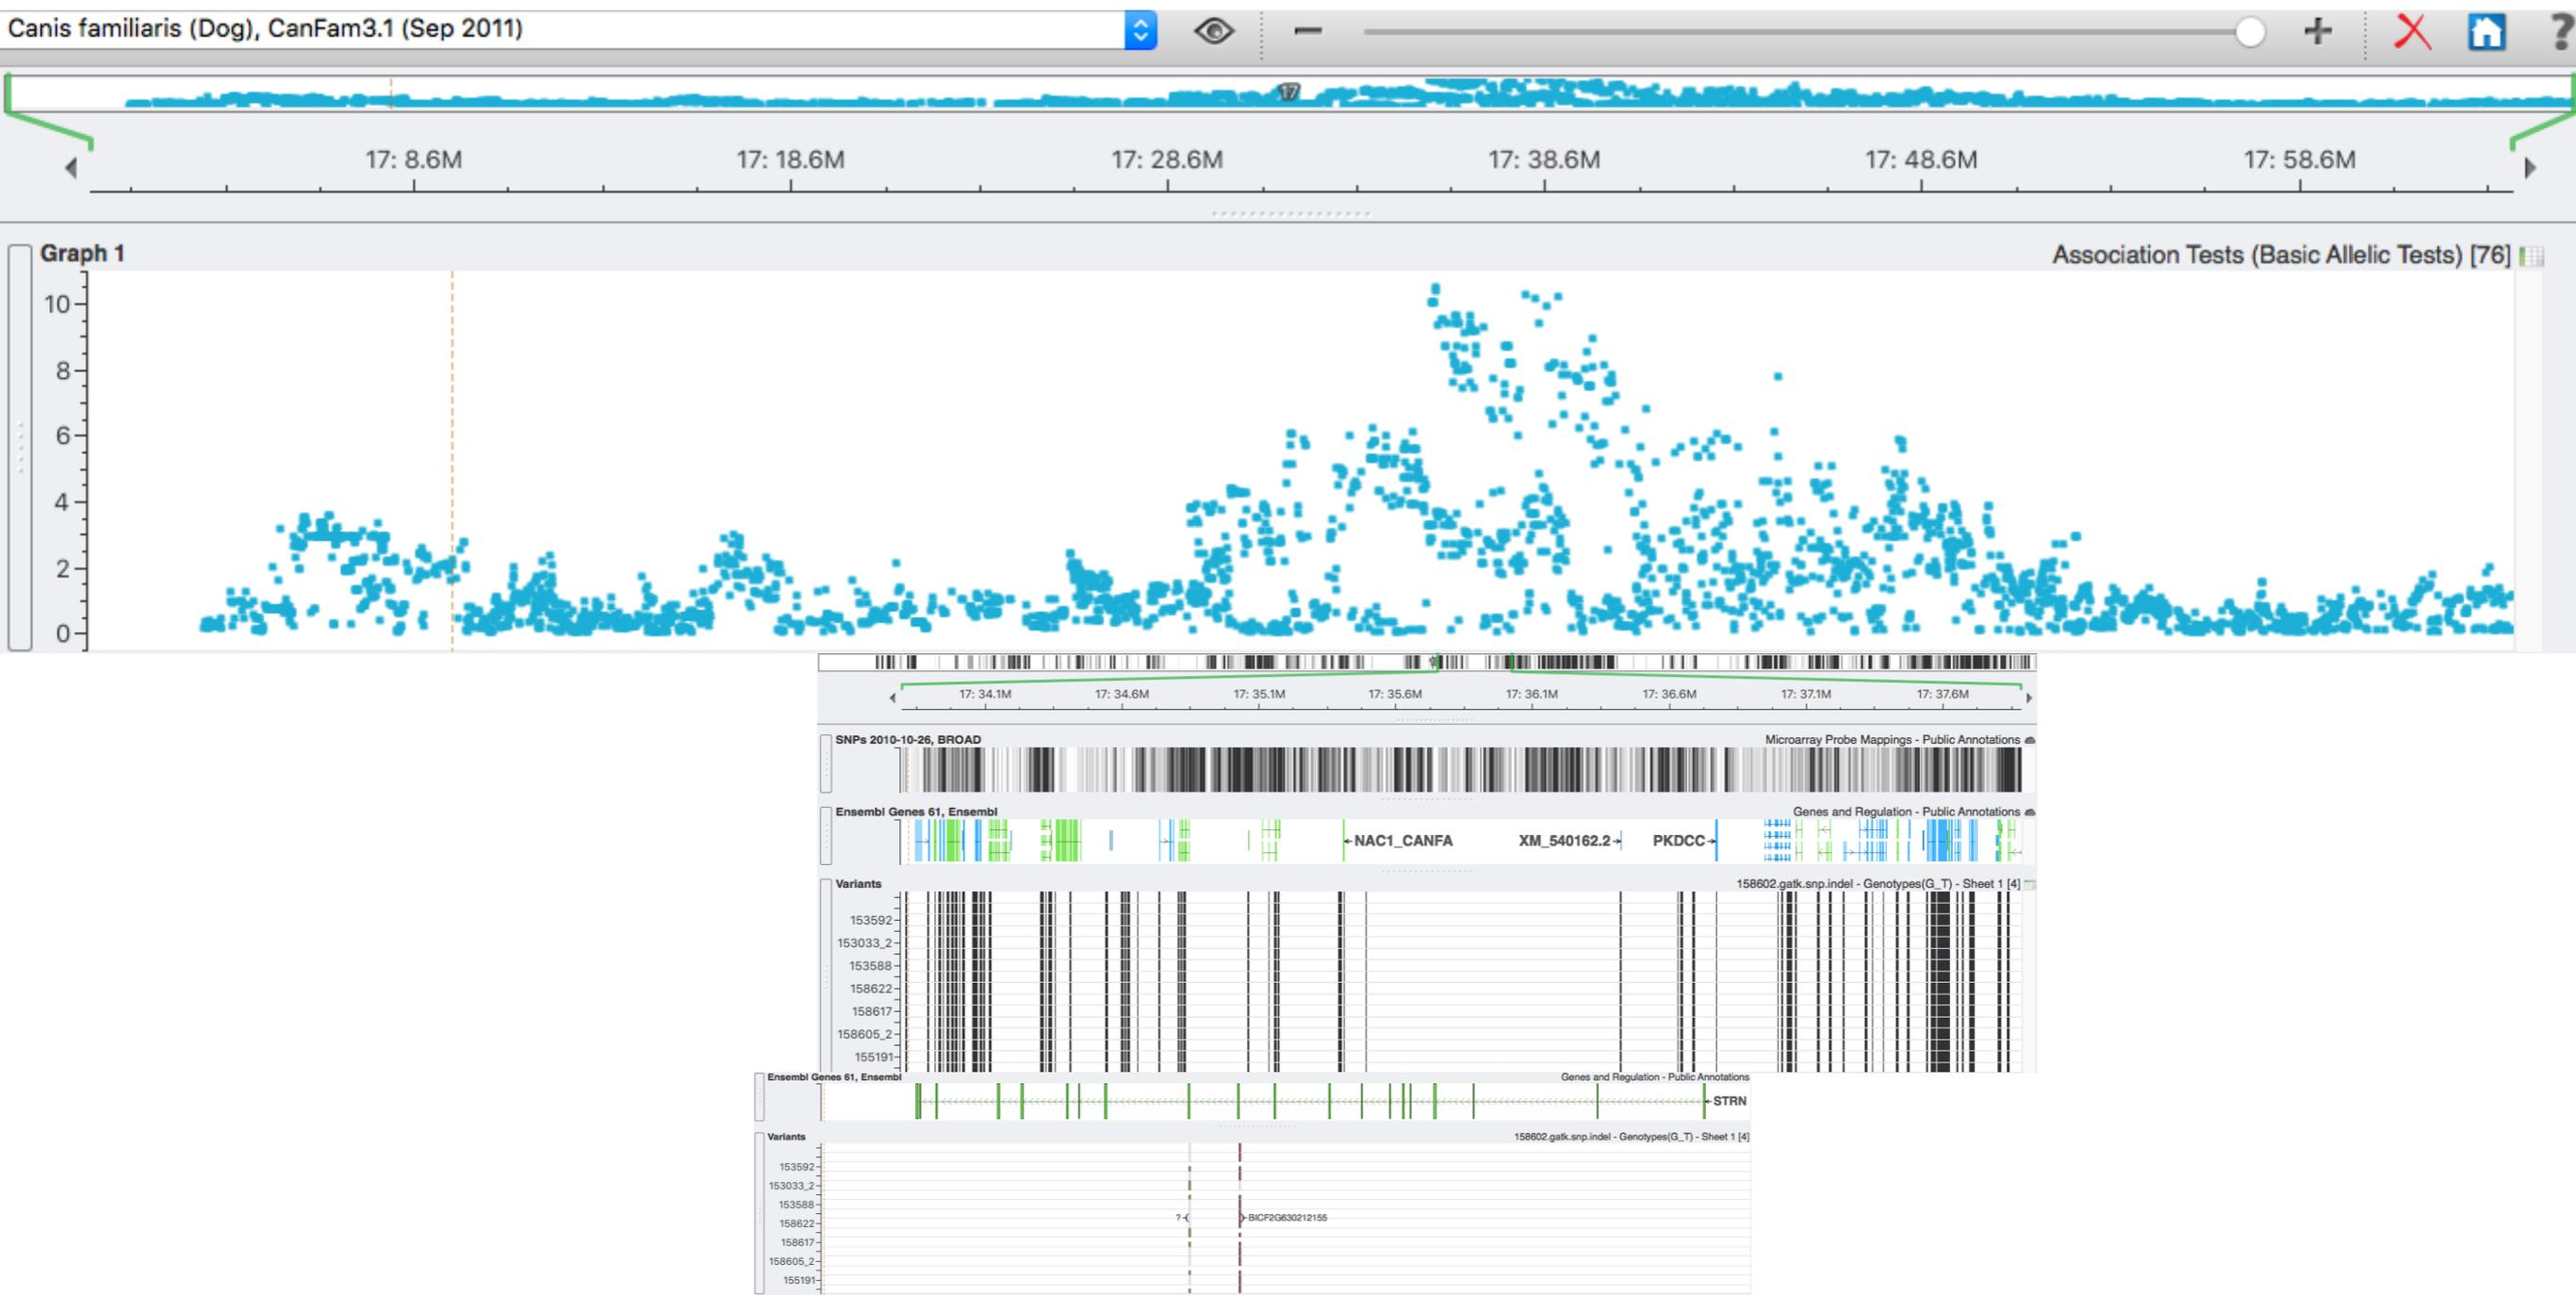 Canis familiaris (Dog), CanFam3.1 (Sep 2011)
?
17
17: 8.6M 17: 18.6M 17: 28.6M 17: 38.6M 17: 48.6M 17: 58.6M
Graph 1 Association Tests (Basic Allelic Tests) [76]
10
8
6
4
2
0
17: 34.1M 17: 34.6M 17: 35.1M 17: 35.6M 17: 36.1M 17: 36.6M 17: 37.1M 17: 37.6M
SNPs 2010-10-26, BROAD Microarray Probe Mappings - Public Annotations
Ensembl Genes 61, Ensembl Genes and Regulation - Public Annotations
NAC1_CANFA XM_540162.2 PKDCC
Variants 158602.gatk.snp.indel - Genotypes(G_T) - Sheet 1 [4]
153592
153033_2
153588
158622
158617
158605_2
155191
Ensembl Genes 61, Ensembl Genes and Regulation - Public Annotations
STRN
Variants 158602.gatk.snp.indel - Genotypes(G_T) - Sheet 1 [4]
153592
153033_2
153588
? BICF2G630212155
158622
158617
158605_2
155191